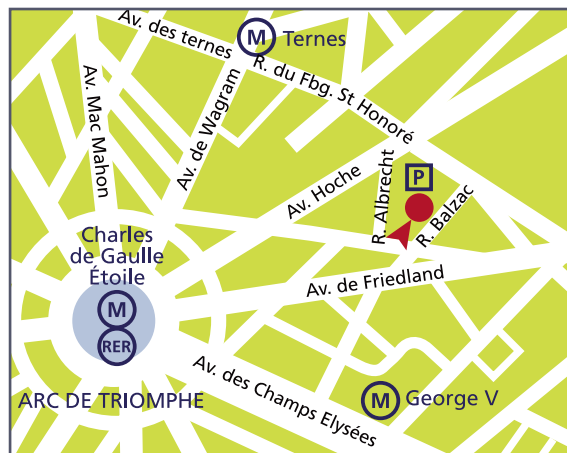 Av. des ternes
M
Ternes
R. du Fbg. St Honoré
Av. Mac Mahon
Av. de Wagram
Av. Hoche
R. Albrecht
P
R. Balzac
Charles
de Gaulle
Étoile
M
RER
Av. de Friedland
ARC DE TRIOMPHE
Av. des Champs Elysées
M
George V